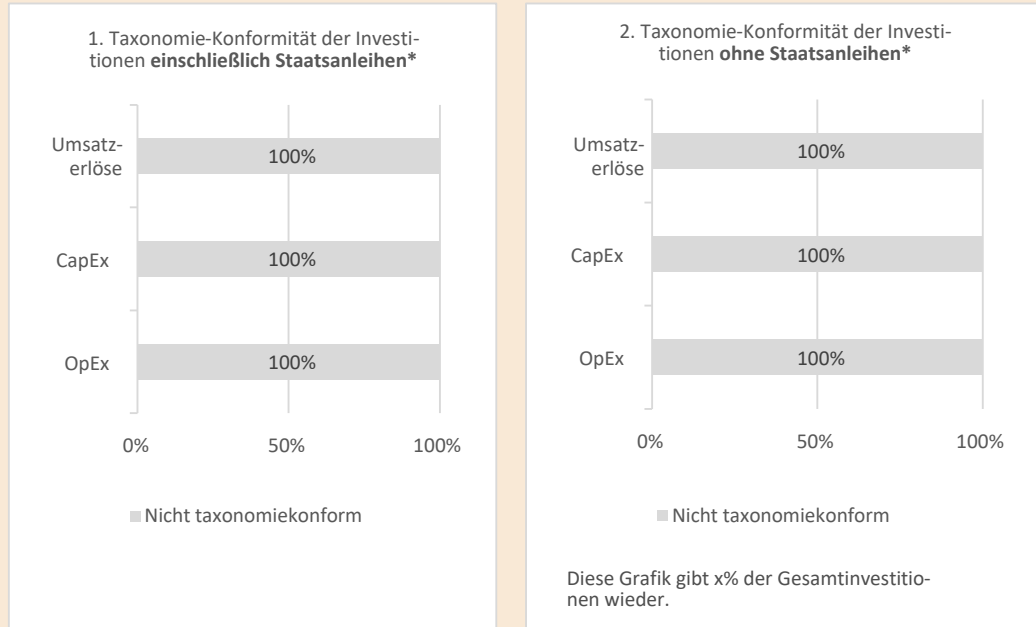 1. Taxonomie-Konformität der Investi-
tionen einschließlich Staatsanleihen*
Umsatz-
erlöse
100%
CapEx
100%
OpEx
100%
0%
50%
100%
Nicht taxonomiekonform
2. Taxonomie-Konformität der Investi-
tionen ohne Staatsanleihen*
Umsatz-
erlöse
100%
CapEx
100%
OpEx
100%
0%
50%
100%
Nicht taxonomiekonform
Diese Grafik gibt x% der Gesamtinvestitio-
nen wieder.